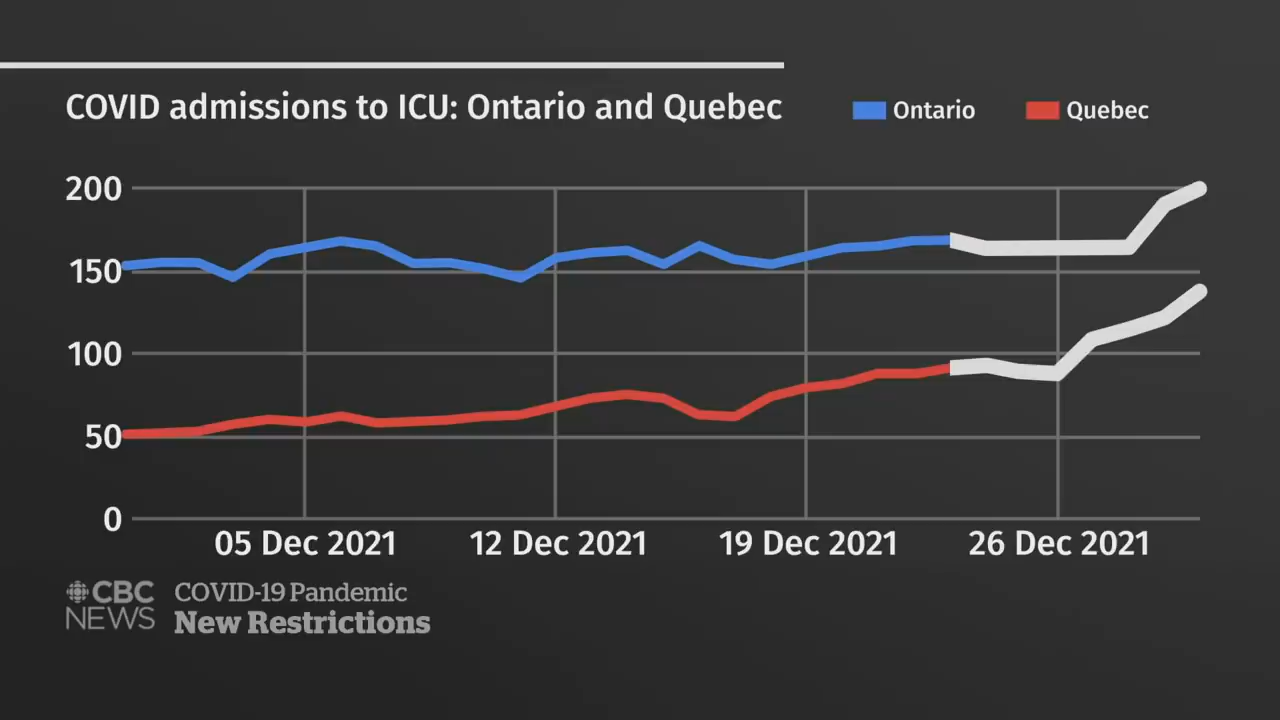 COVID admissions to ICU: Ontario and Quebec
Ontario
Quebec
200
150
100
50
0
05 Dec 2021
12 Dec 2021
19 Dec 2021
26 Dec 2021
CBC
NEWS
COVID-19 Pandemic
New Restrictions